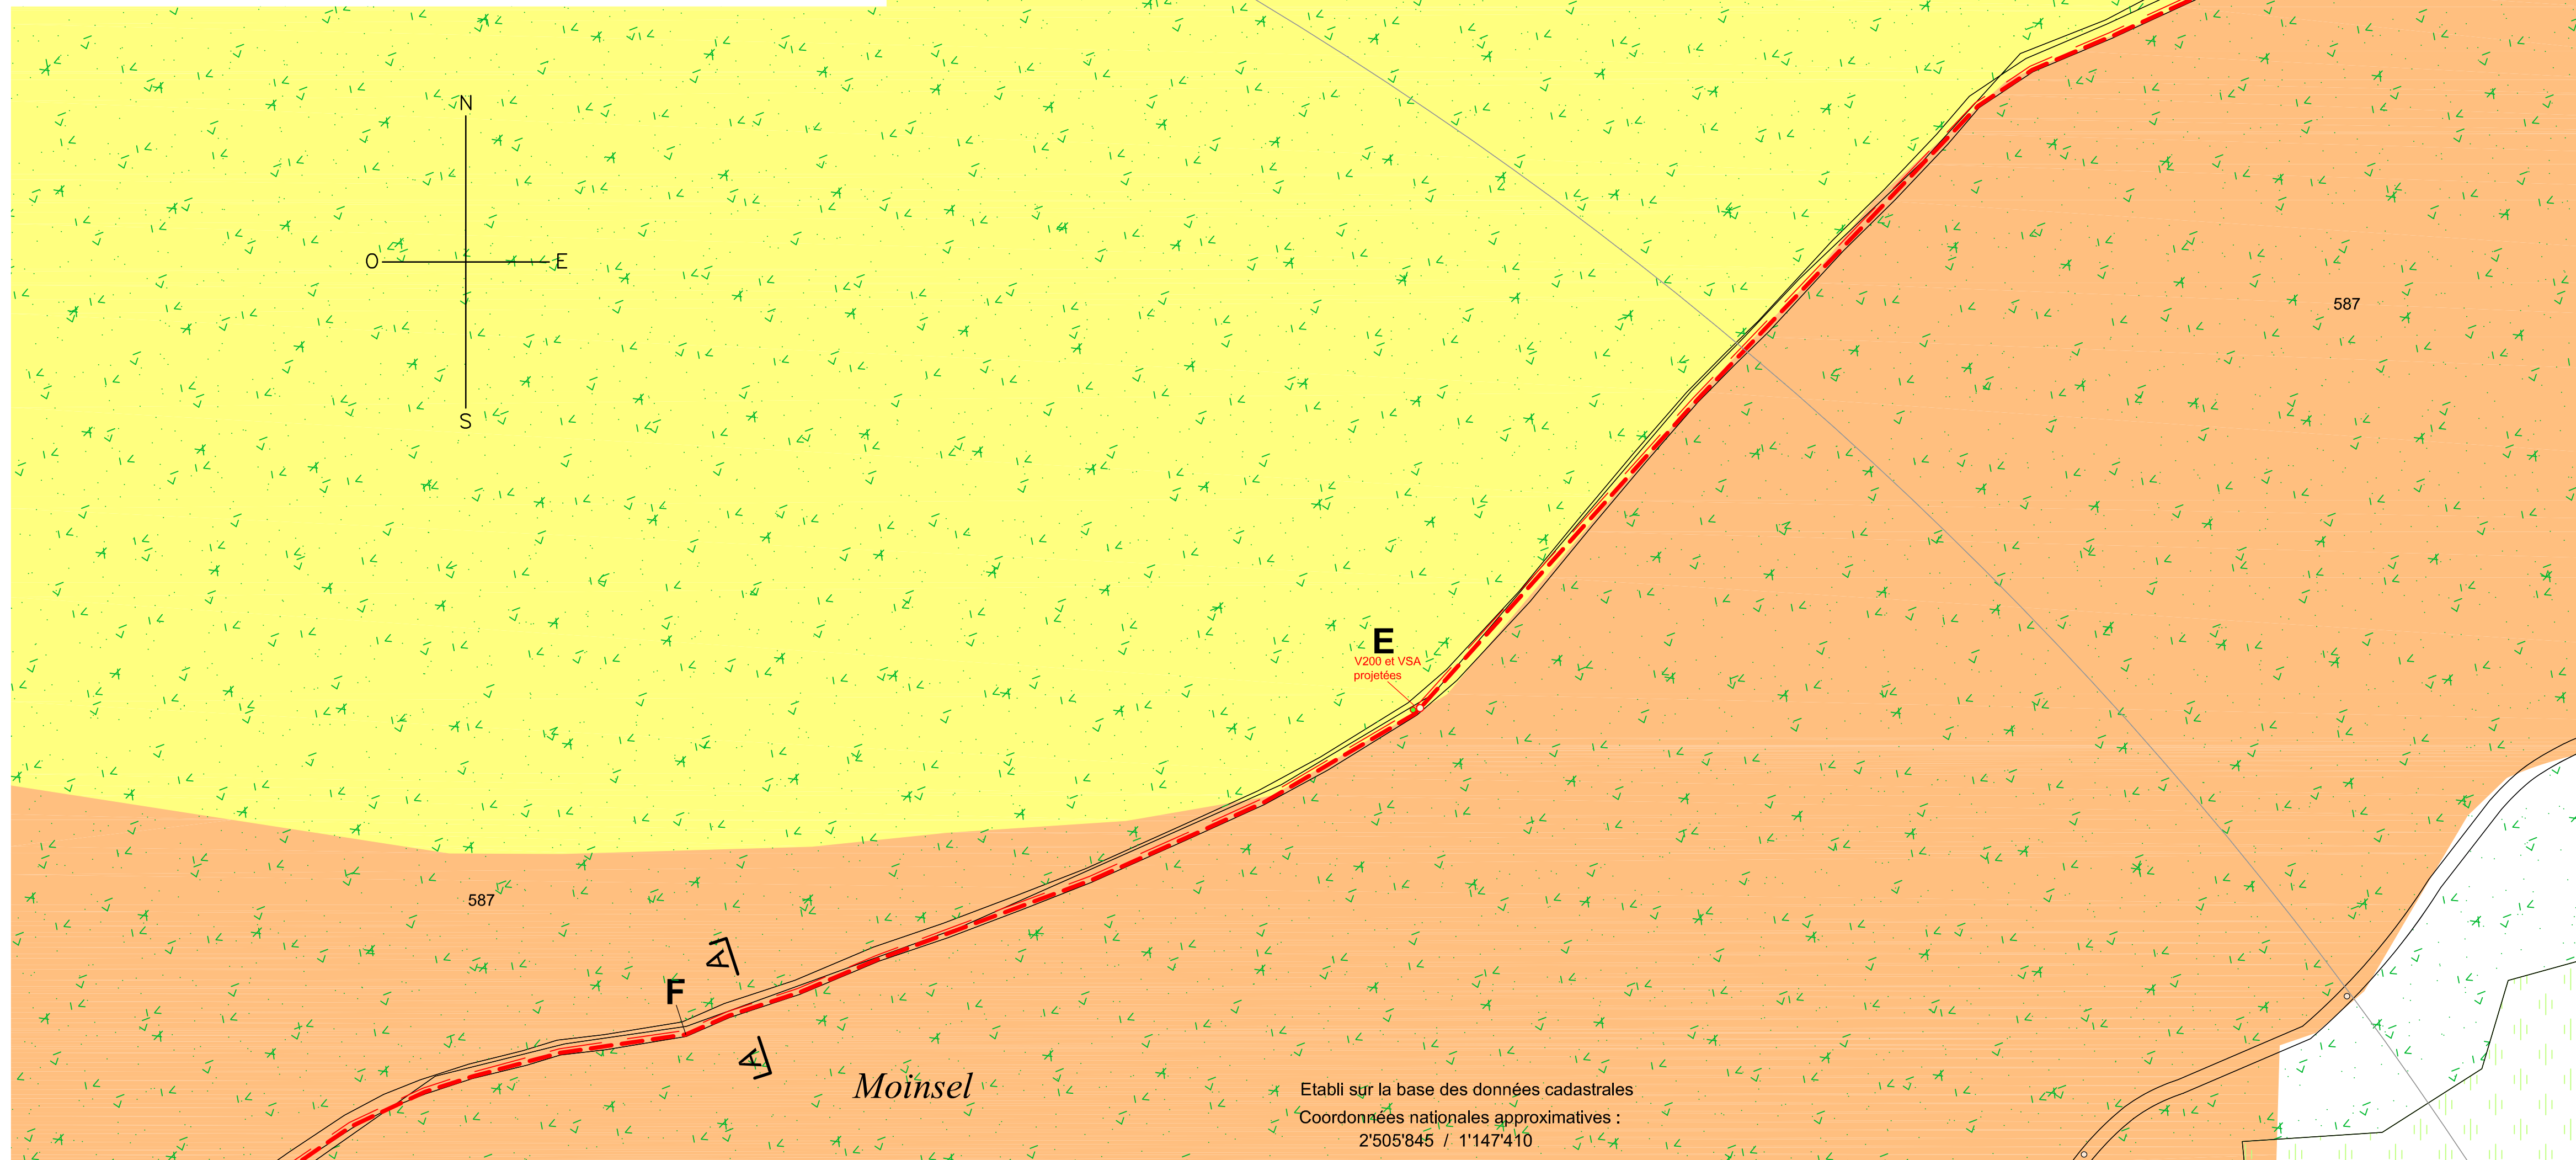 N
O
E
S
587
E
V200 et VSA
projetées
587
A
F
A
Moinsel
Etabli sur la base des données cadastrales
Coordonnées nationales approximatives :
2'505'845 / 1'147'410